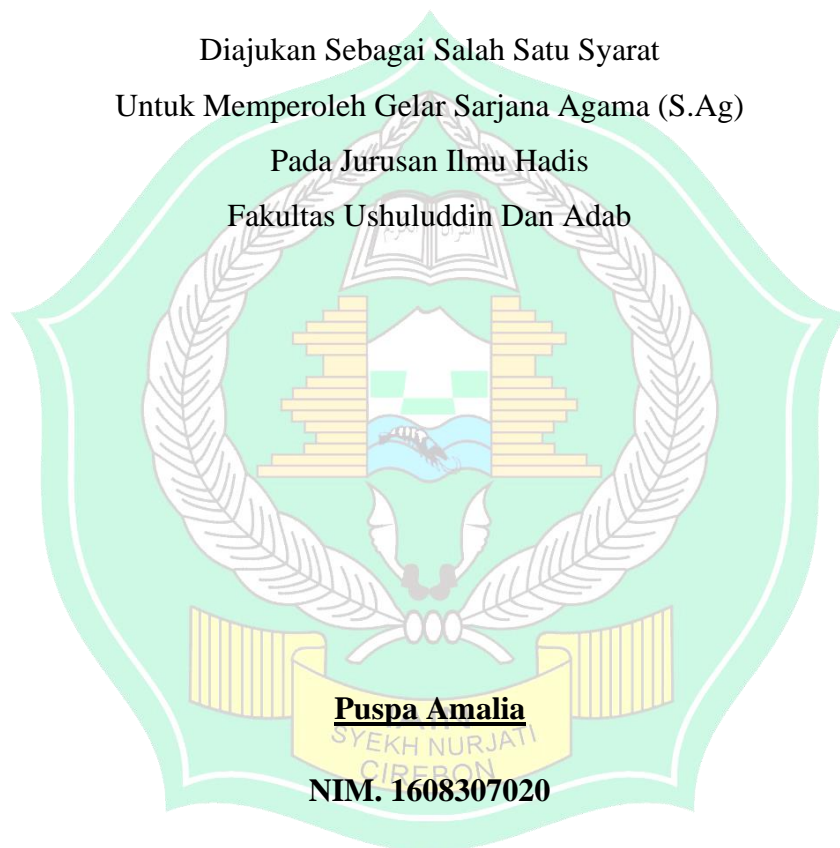 Diajukan Sebagai Salah Satu Syarat
Untuk Memperoleh Gelar Sarjana Agama (S.Ag)
Pada Jurusan Ilmu Hadis
Fakultas Ushuluddin Dan Adab
Puspa Amalia
SYEKH NURJATI
CIREBON
NIM. 1608307020